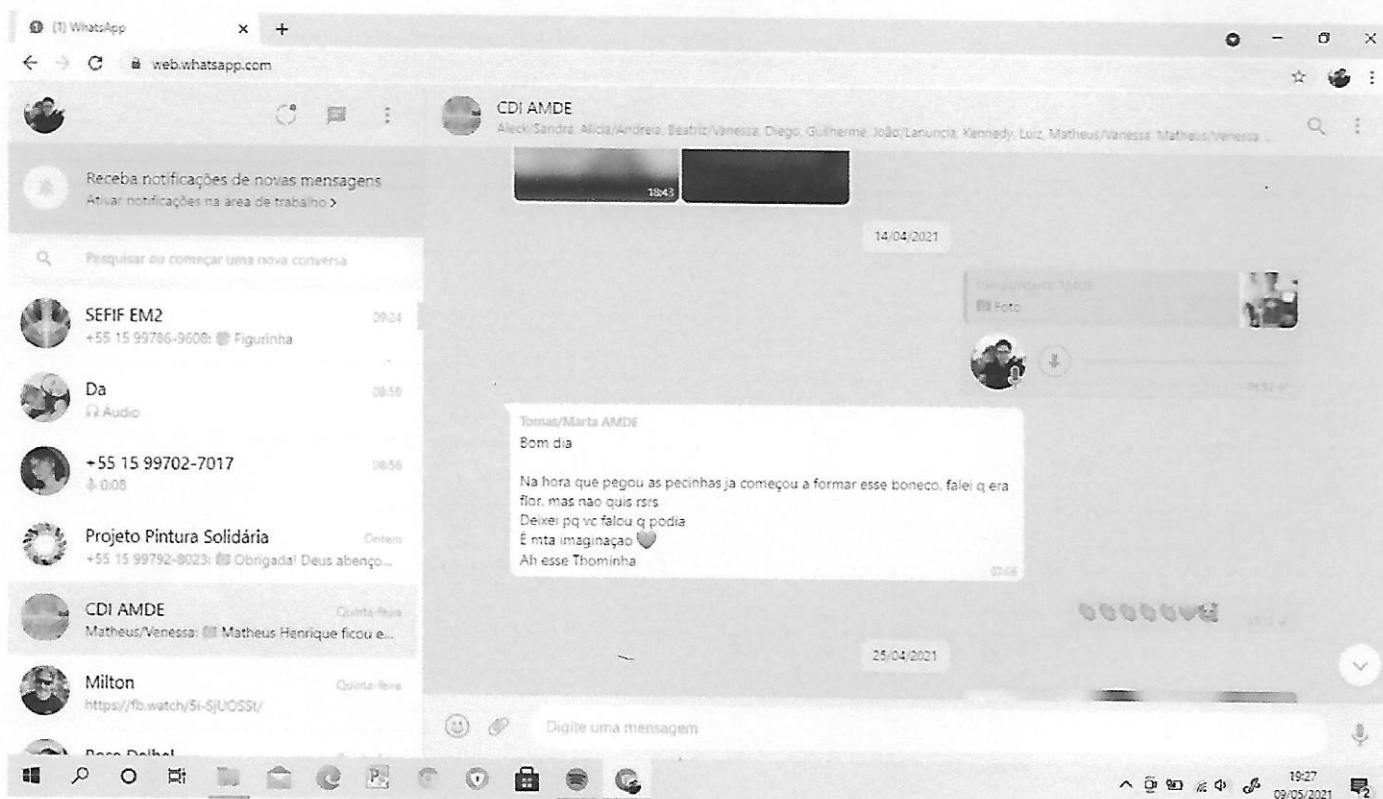 (1) WhatsApp
web.whatsapp.com
Receba notificações de novas mensagens
Ativar notificações na área de trabalho >
Pesquisar ou começar uma nova conversa
SEFIF EM2
09:24
+55 15 99786-9608: Figurinha
Da
08:58
Áudio
+55 15 99702-7017
08:56
0:08
Projeto Pintura Solidária
Ontem
+55 15 99792-8023: Obrigada! Deus abenço...
CDI AMDE
Quinta-feira
Matheus/Venessa: Matheus Henrique ficou e...
Milton
Quinta-feira
https://fb.watch/5i-SjUOSSt/
CDI AMDE
Aleck/Sandra, Alicia/Andreia, Beatriz/Vanessa, Diego, Guilherme, João/Lanuncia, Kennedy, Luiz, Matheus/Vanessa, Matheus/Venessa, ...
18:43
14/04/2021
Foto
Tomas/Marta AMDE
Bom dia
Na hora que pegou as pecinhas ja começou a formar esse boneco, falei q era
flor, mas nao quis rsrs
Deixei pq vc falou q podia
É mta imaginaçao
Ah esse Thominha
07:06
25/04/2021
Digite uma mensagem
19:27
09/05/2021